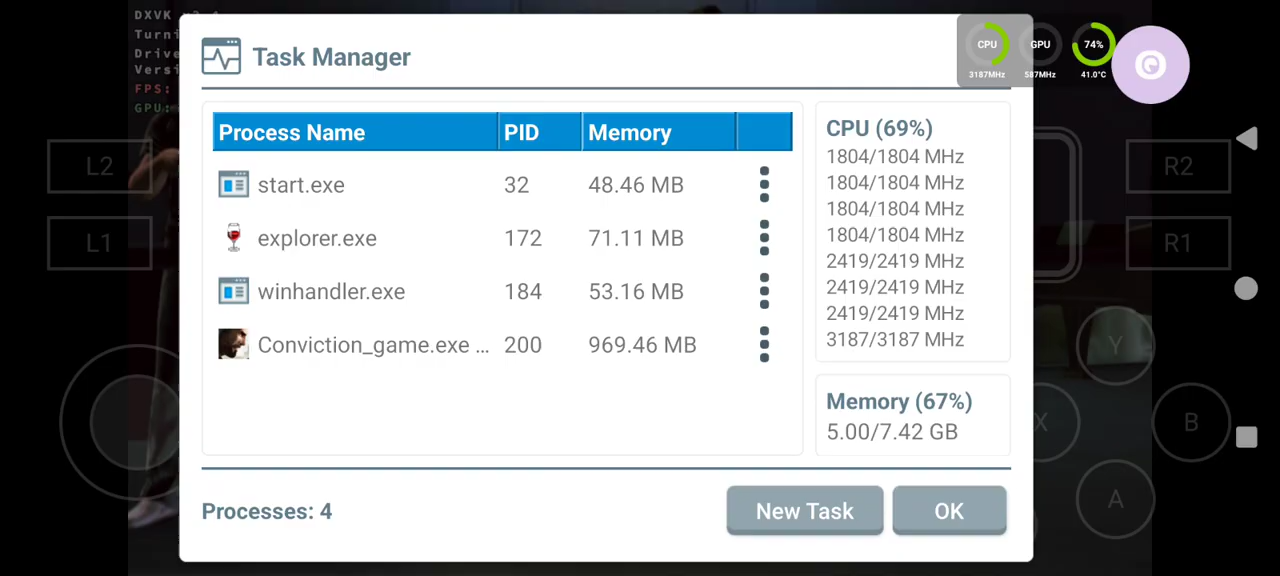 DXVK
Turni
Drive
Versi
FPS:
GPU:
Task Manager
CPU
3187MHz
GPU
587MHz
74%
41.0°C
Process Name PID Memory
start.exe 32 48.46 MB
explorer.exe 172 71.11 MB
winhandler.exe 184 53.16 MB
Conviction_game.exe ... 200 969.46 MB
CPU (69%)
1804/1804 MHz
1804/1804 MHz
1804/1804 MHz
1804/1804 MHz
2419/2419 MHz
2419/2419 MHz
2419/2419 MHz
3187/3187 MHz
Memory (67%)
5.00/7.42 GB
Processes: 4
New Task
OK
L2
L1
R2
R1
Y
X
B
A